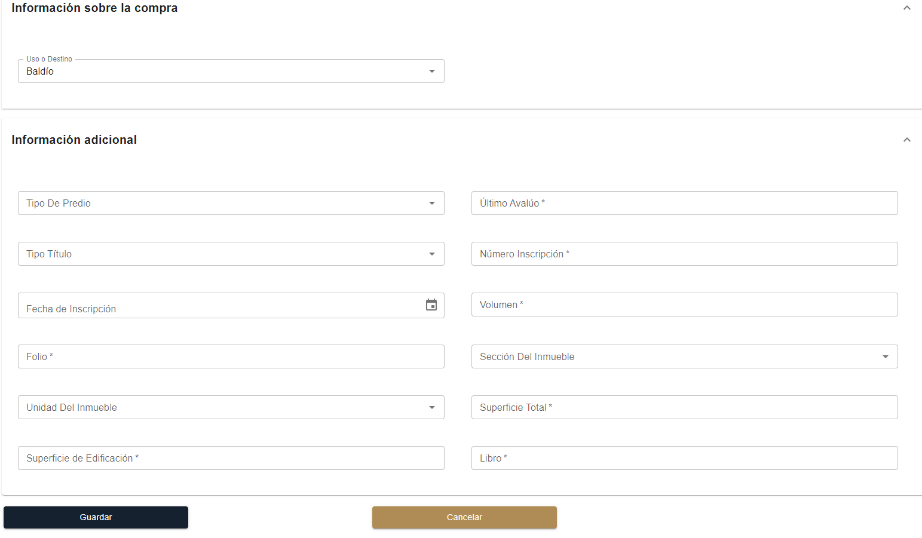 Información sobre la compra
Uso o Destino
Baldío
Información adicional
Tipo De Predio
Último Avalúo *
Tipo Título
Número Inscripción *
Fecha de Inscripción
Volumen *
Folio *
Sección Del Inmueble
Unidad Del Inmueble
Superficie Total *
Superficie de Edificación *
Libro *
Guardar
Cancelar